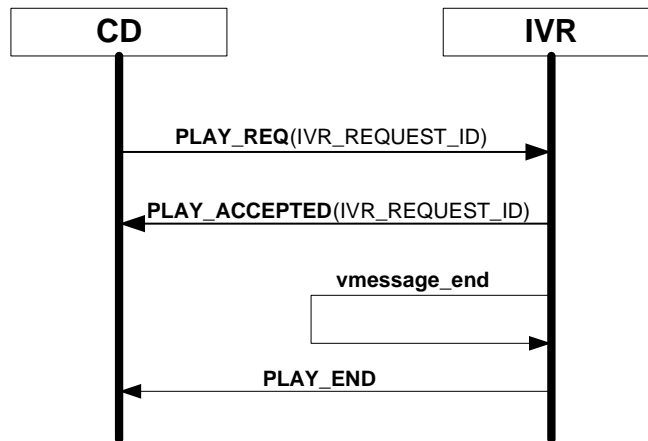 CD
IVR
PLAY_REQ(IVR_REQUEST_ID)
PLAY_ACCEPTED(IVR_REQUEST_ID)
vmessage_end
PLAY_END